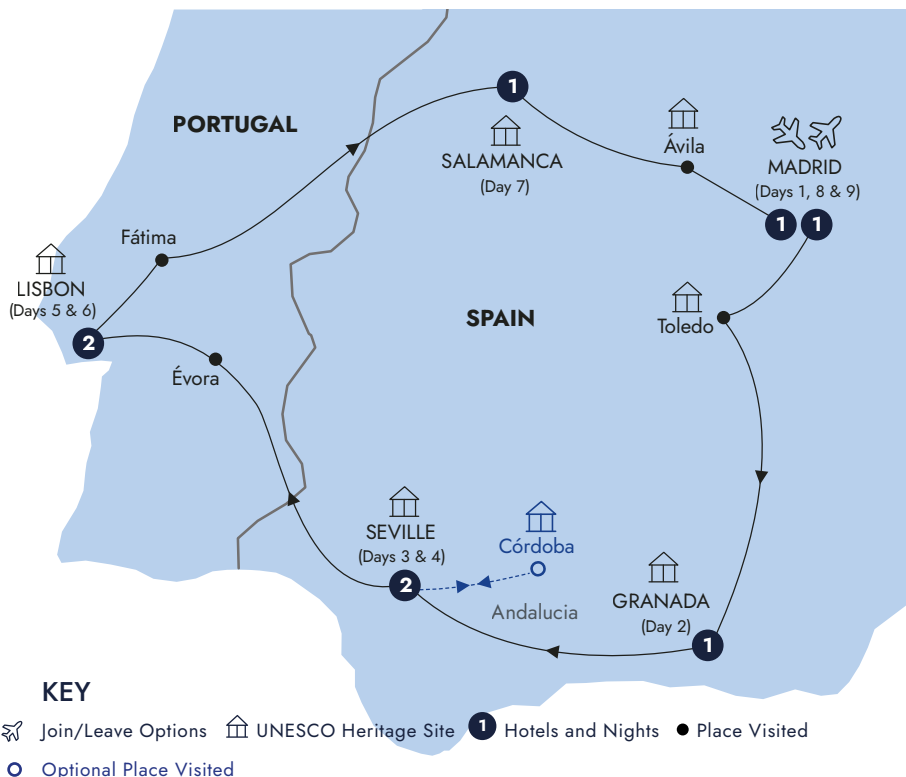 PORTUGAL
1
SALAMANCA
(Day 7)
Ávila
MADRID
(Days 1, 8 & 9)
1
1
Fátima
LISBON
(Days 5 & 6)
2
Évora
SPAIN
Toledo
SEVILLE
(Days 3 & 4)
2
Córdoba
Andalucia
GRANADA
(Day 2)
1
KEY
Join/Leave Options
UNESCO Heritage Site
1 Hotels and Nights
Place Visited
Optional Place Visited